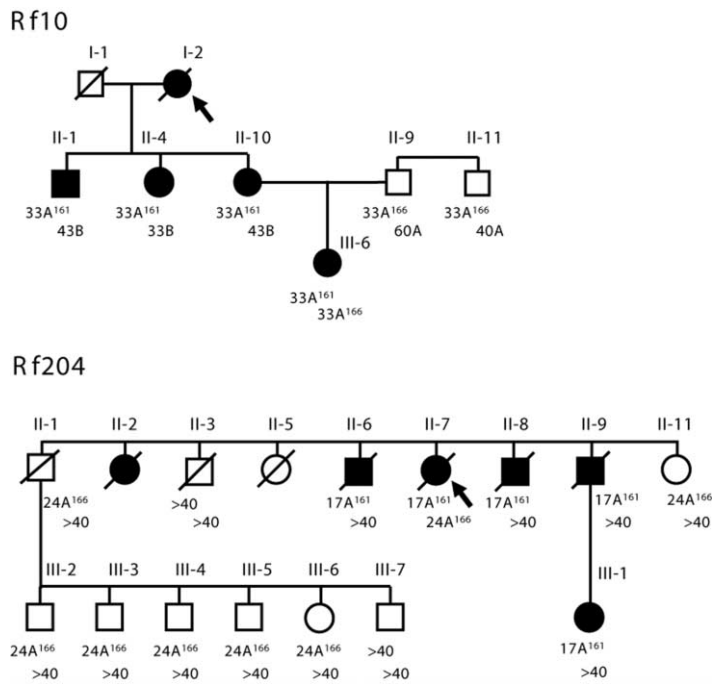 Rf10
I-1 I-2
II-1 II-4 II-10 II-9 II-11
33A¹⁶¹ 33A¹⁶¹ 33A¹⁶¹ 33A¹⁶⁶ 33A¹⁶⁶
43B 33B 43B 60A 40A
III-6
33A¹⁶¹
33A¹⁶⁶
Rf204
II-1 II-2 II-3 II-5 II-6 II-7 II-8 II-9 II-11
24A¹⁶⁶ >40 17A¹⁶¹ 17A¹⁶¹ 17A¹⁶¹ 17A¹⁶¹ 24A¹⁶⁶
>40 >40 >40 24A¹⁶⁶ >40 >40 >40
III-2 III-3 III-4 III-5 III-6 III-7 III-1
24A¹⁶⁶ 24A¹⁶⁶ 24A¹⁶⁶ 24A¹⁶⁶ 24A¹⁶⁶ >40 17A¹⁶¹
>40 >40 >40 >40 >40 >40 >40